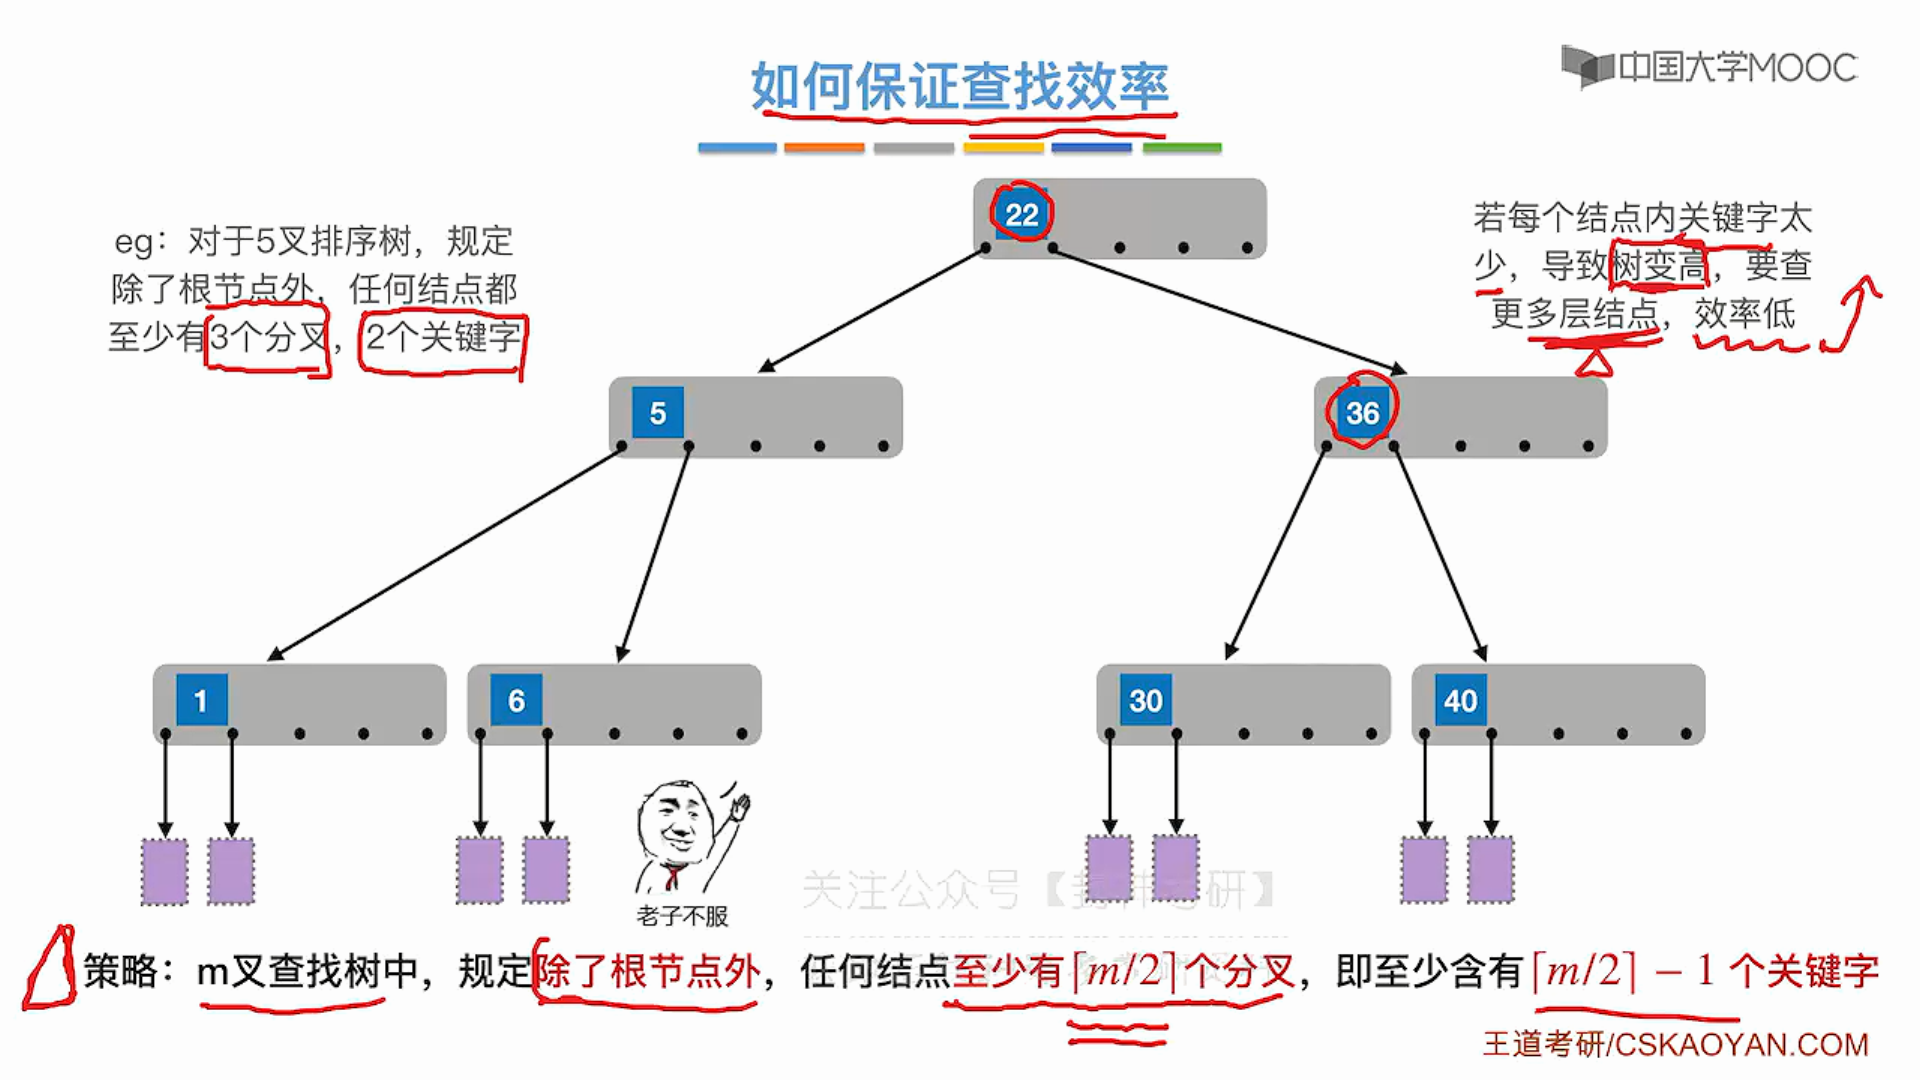 如何保证查找效率
中国大学MOOC
eg：对于5叉排序树，规定
除了根节点外，任何结点都
至少有3个分叉，2个关键字
若每个结点内关键字太
少，导致树变高，要查
更多层结点，效率低
22
5
36
1
6
30
40
老子不服
关注公众号
考研】
策略：m叉查找树中，规定除了根节点外，任何结点至少有⌈m/2⌉个分叉，即至少含有⌈m/2⌉ − 1 个关键字
王道考研/CSKAOYAN.COM